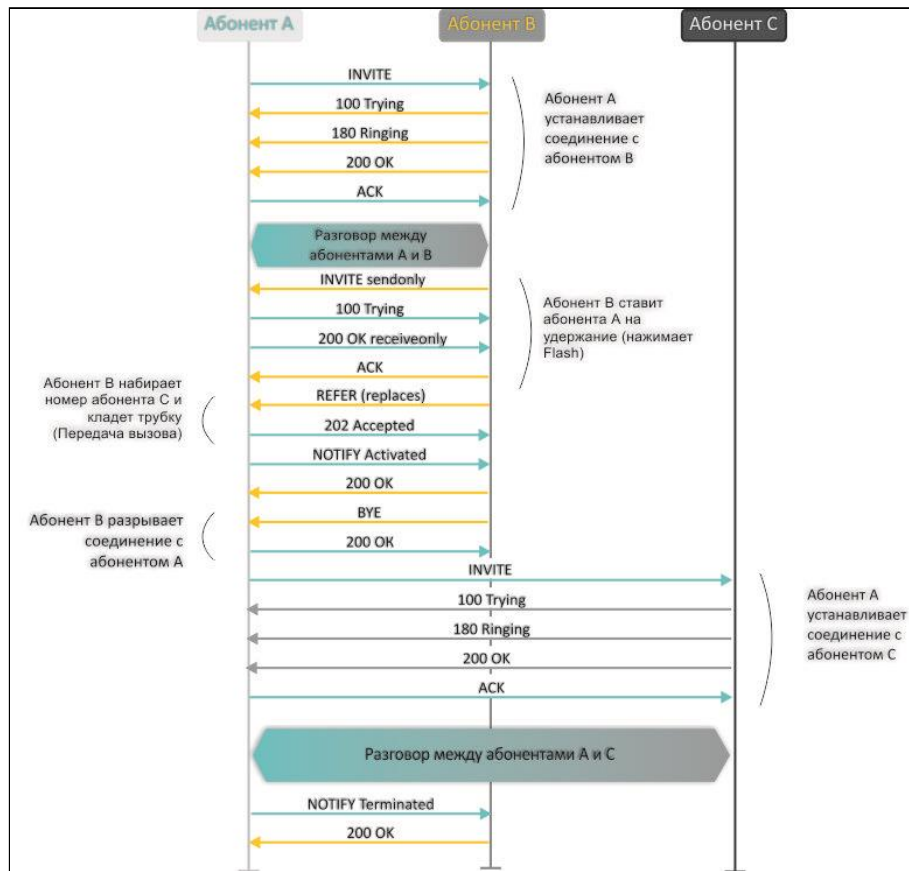 Абонент A
Абонент B
Абонент C
INVITE
100 Trying
180 Ringing
200 OK
ACK
Абонент А
устанавливает
соединение с
абонентом В
Разговор между
абонентами А и В
INVITE sendonly
100 Trying
200 OK receiveonly
ACK
Абонент В ставит
абонента А на
удержание (нажимает
Flash)
REFER (replaces)
202 Accepted
Абонент В набирает
номер абонента С и
кладет трубку
(Передача вызова)
NOTIFY Activated
200 OK
BYE
200 OK
Абонент В разрывает
соединение с
абонентом А
INVITE
100 Trying
180 Ringing
200 OK
ACK
Абонент А
устанавливает
соединение с
абонентом С
Разговор между абонентами А и С
NOTIFY Terminated
200 OK